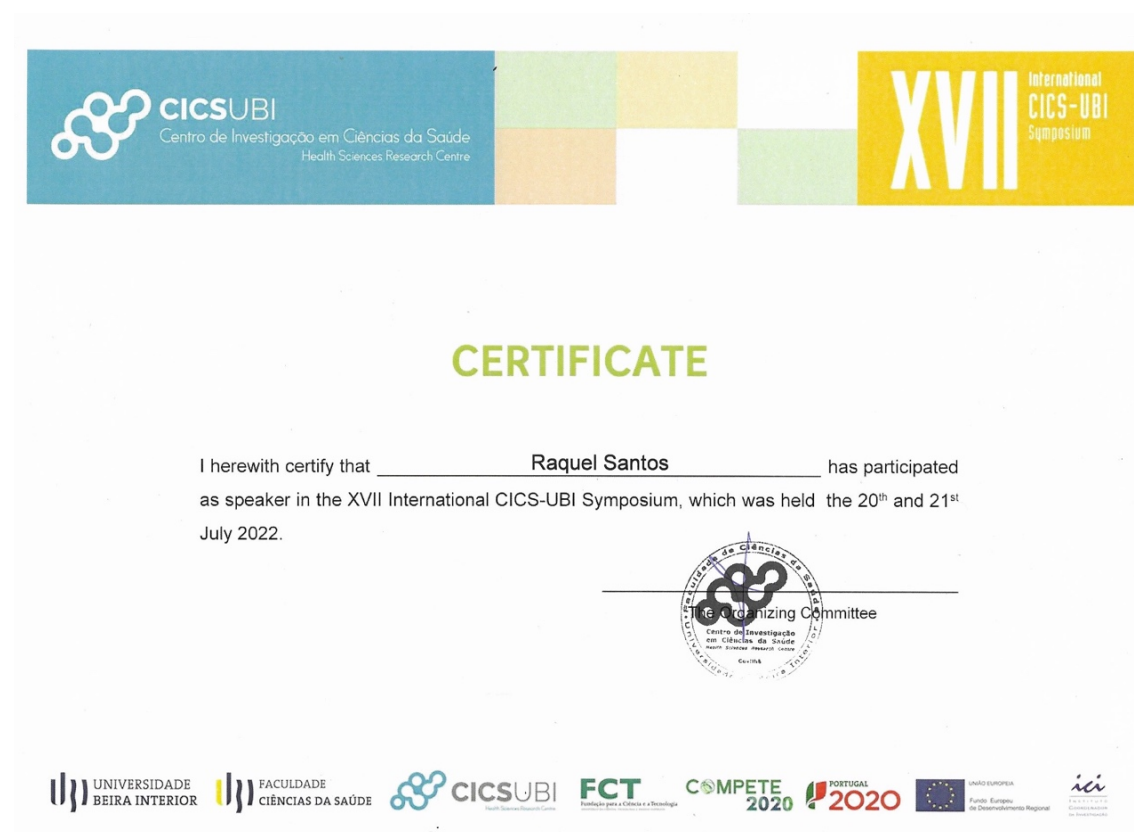 CICSUBI
Centro de Investigação em Ciências da Saúde
Health Sciences Research Centre
XVII
International
CICS-UBI
Symposium
CERTIFICATE
I herewith certify that Raquel Santos has participated
as speaker in the XVII International CICS-UBI Symposium, which was held the 20th and 21st
July 2022.
The Organizing Committee
Faculdade de Ciências da Saúde
Centro de Investigação
em Ciências da Saúde
Health Sciences Research Centre
Covilhã
UNIVERSIDADE
BEIRA INTERIOR
FACULDADE
CIÊNCIAS DA SAÚDE
CICSUBI
Health Sciences Research Centre
FCT
Fundação para a Ciência e a Tecnologia
COMPETE
2020
PORTUGAL
2020
UNIÃO EUROPEIA
Fundo Europeu
de Desenvolvimento Regional
ici